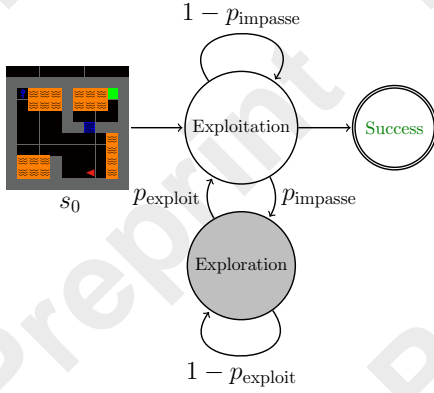 1 − p_impasse
Exploitation
Success
s_0
p_exploit
p_impasse
Exploration
1 − p_exploit
Preprint